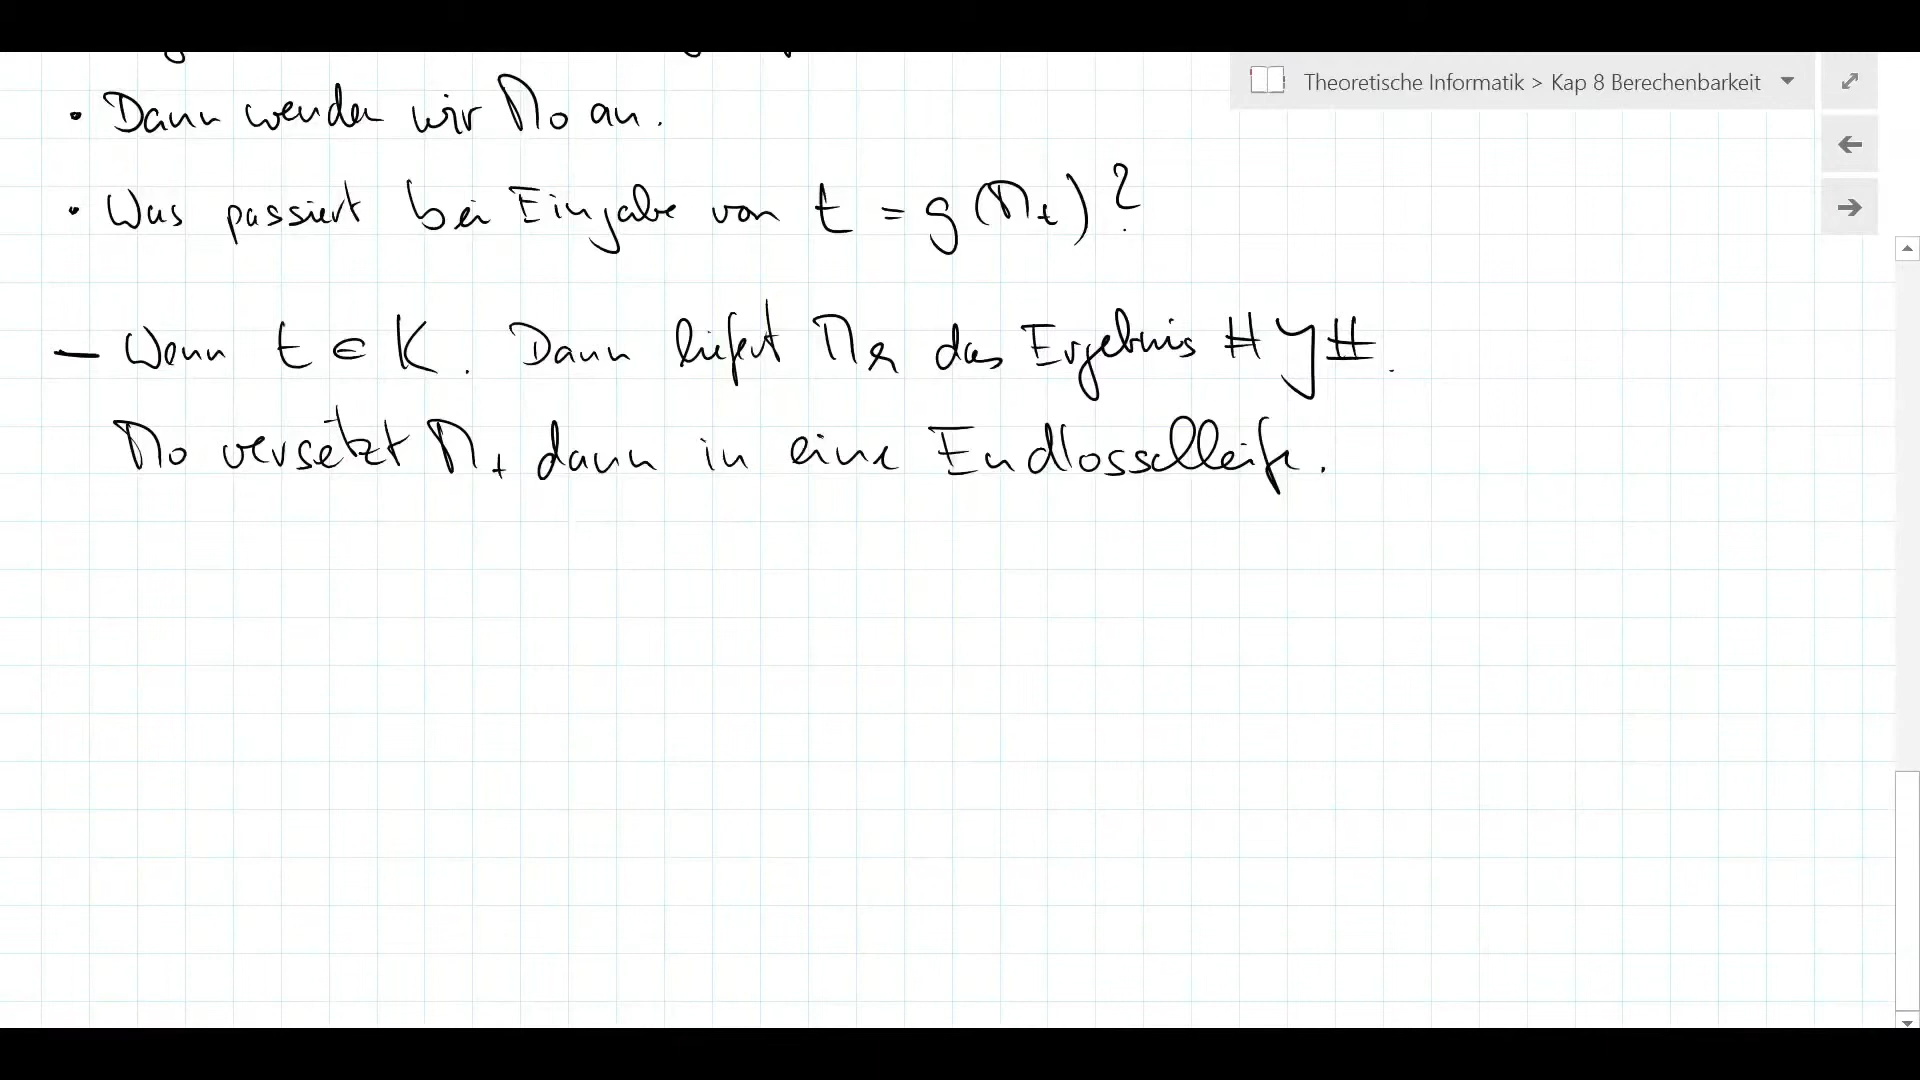 Theoretische Informatik > Kap 8 Berechenbarkeit
• Dann wenden wir M₀ an.
• Was passiert bei Eingabe von t = g(Mₜ)?
— Wenn t ∈ K. Dann liefert M_K das Ergebnis #Y#.
M₀ versetzt Mₜ dann in eine Endlosschleife.